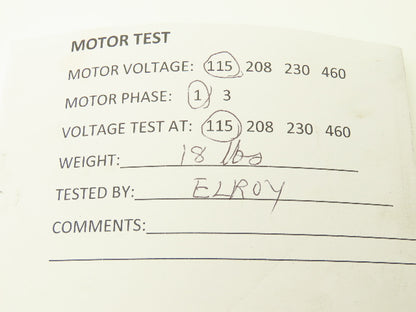 MOTOR TEST
MOTOR VOLTAGE: 115 208 230 460
MOTOR PHASE: 1 3
VOLTAGE TEST AT: 115 208 230 460
WEIGHT: 18 lbs
TESTED BY: ELROY
COMMENTS: